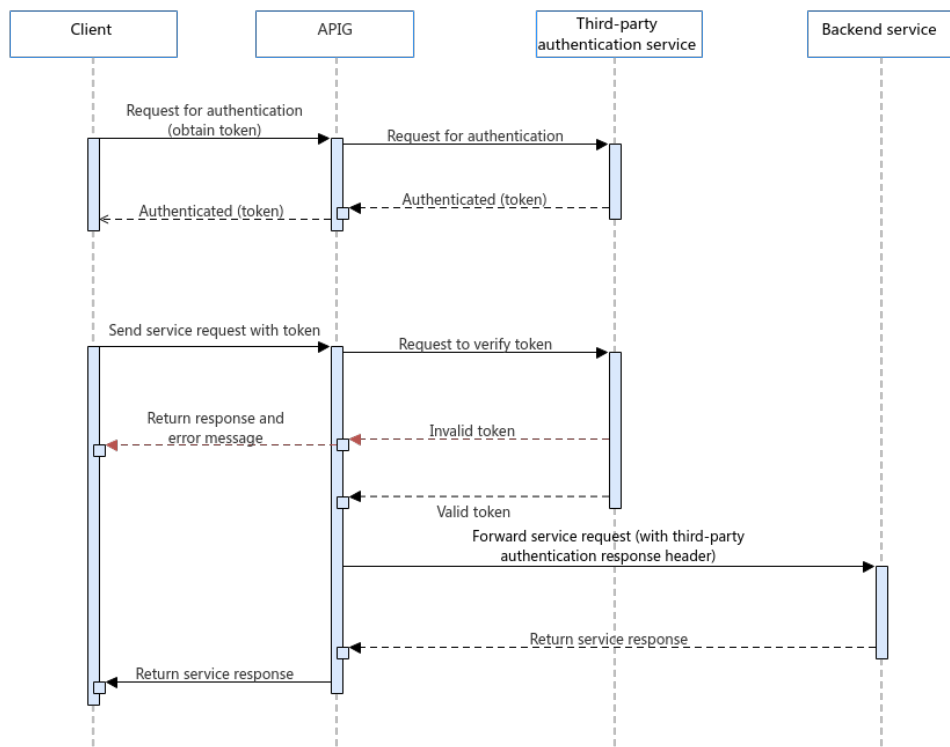 Client
APIG
Third-party
authentication service
Backend service
Request for authentication
(obtain token)
Request for authentication
Authenticated (token)
Authenticated (token)
Send service request with token
Request to verify token
Return response and
error message
Invalid token
Valid token
Forward service request (with third-party
authentication response header)
Return service response
Return service response